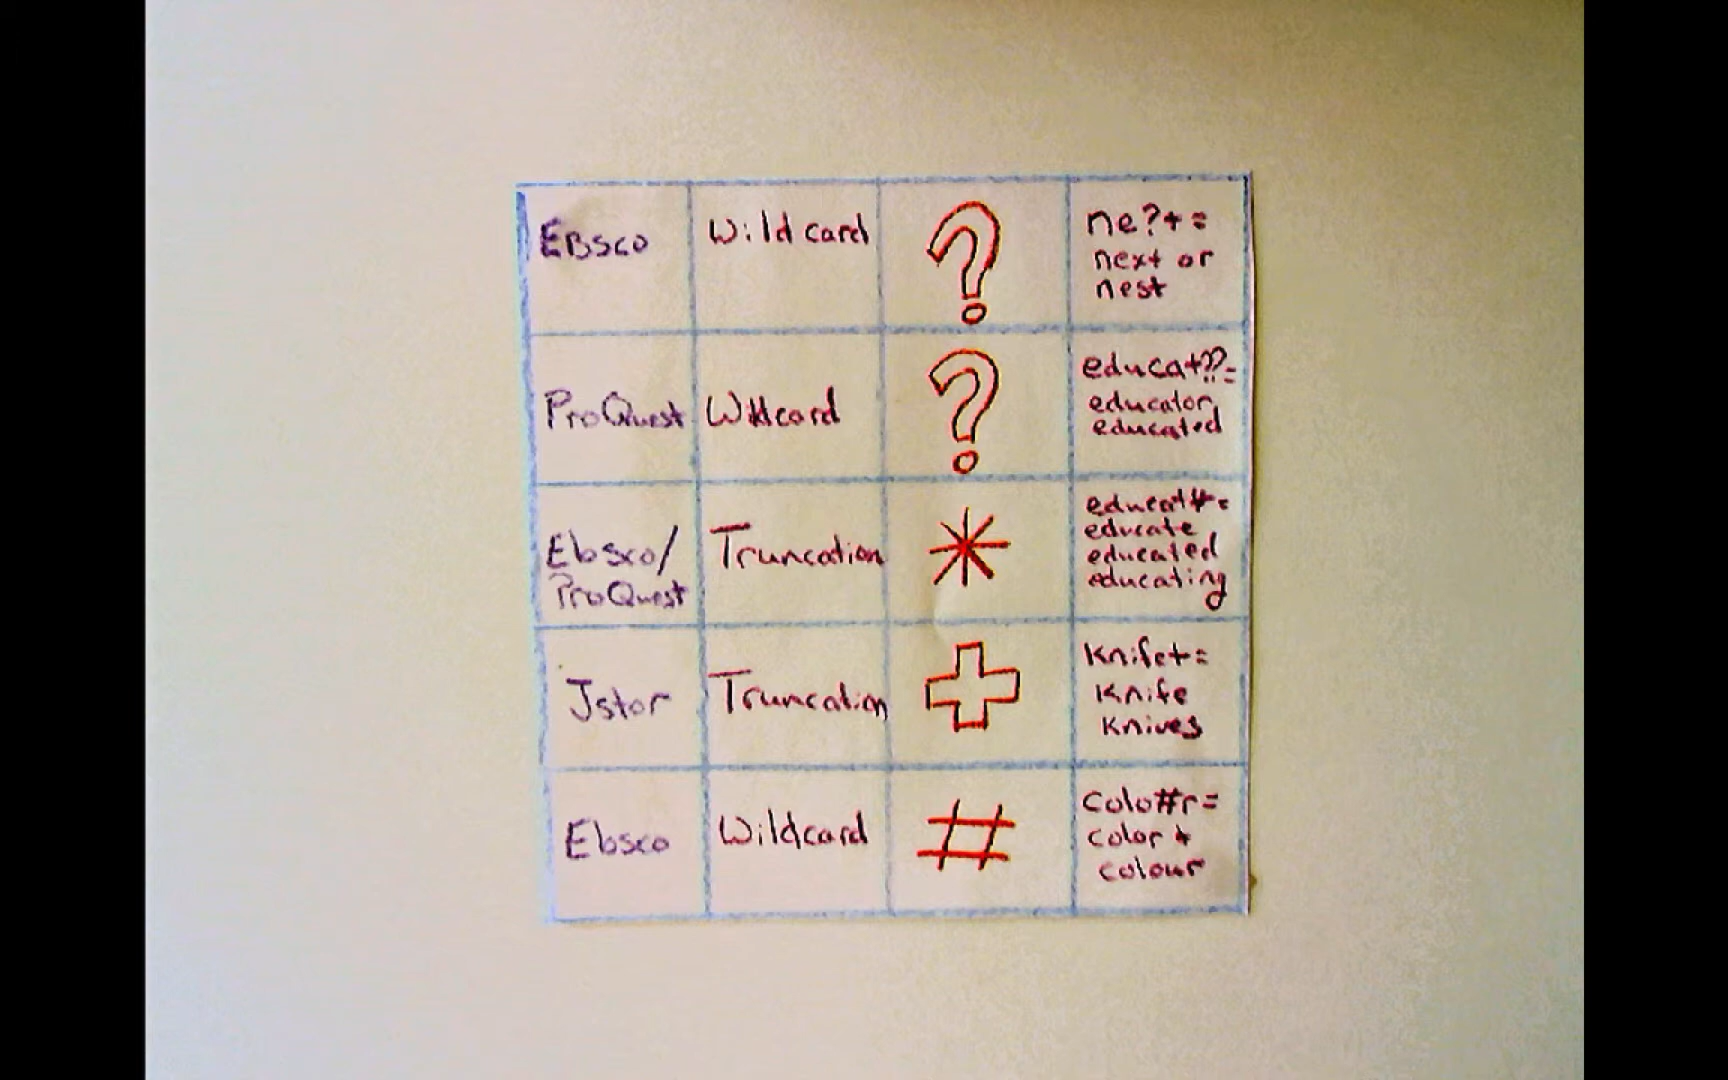 EBSCO Wildcard ? ne?t =
next or
nest
ProQuest Wildcard ? educat??=
educator
educated
Ebsco/ Truncation * educat*=
ProQuest educate
educated
educating
Jstor Truncation + Knife+=
Knife
Knives
Ebsco Wildcard # Colo#r=
color +
colour